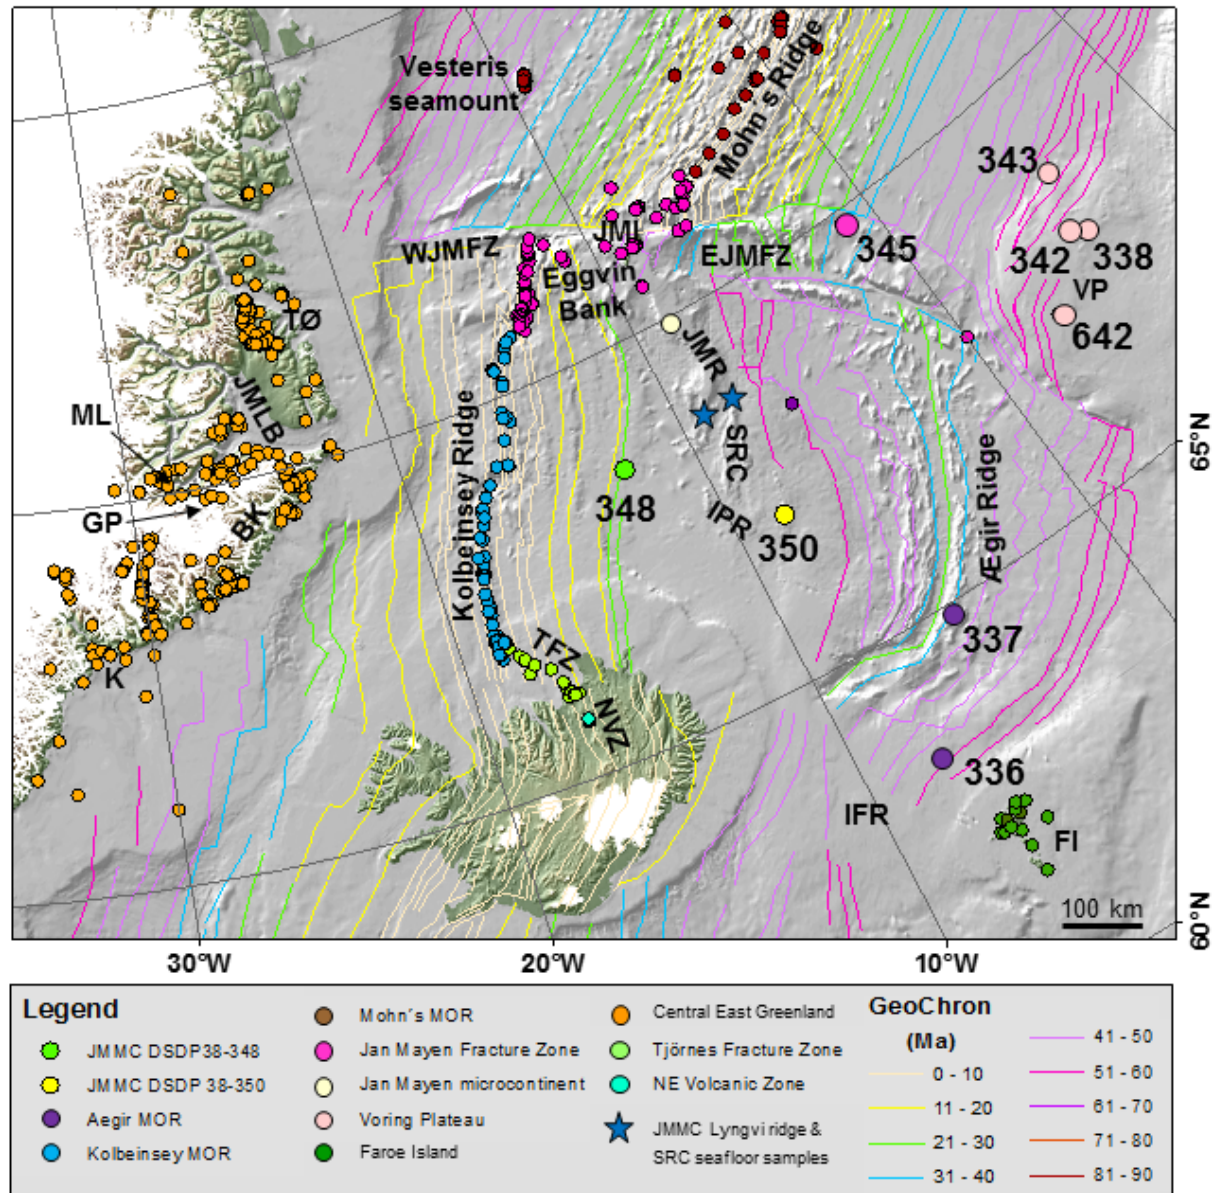 Vesteris
seamount
Mohn´s Ridge
343
WJMFZ
JMI
EJMFZ
345
342
338
Eggvin
Bank
VP
642
TØ
JMR
JMLB
ML
SRC
Kolbeinsey Ridge
348
IPR
350
Ægir Ridge
65°N
GP
BK
337
TFZ
K
NVZ
336
IFR
FI
100 km
60°N
30°W
20°W
10°W
Legend
JMMC DSDP38-348
JMMC DSDP 38-350
Aegir MOR
Kolbeinsey MOR
Mohn´s MOR
Jan Mayen Fracture Zone
Jan Mayen microcontinent
Voring Plateau
Faroe Island
Central East Greenland
Tjörnes Fracture Zone
NE Volcanic Zone
JMMC Lyngvi ridge &
SRC seafloor samples
GeoChron
(Ma)
0 - 10
11 - 20
21 - 30
31 - 40
41 - 50
51 - 60
61 - 70
71 - 80
81 - 90